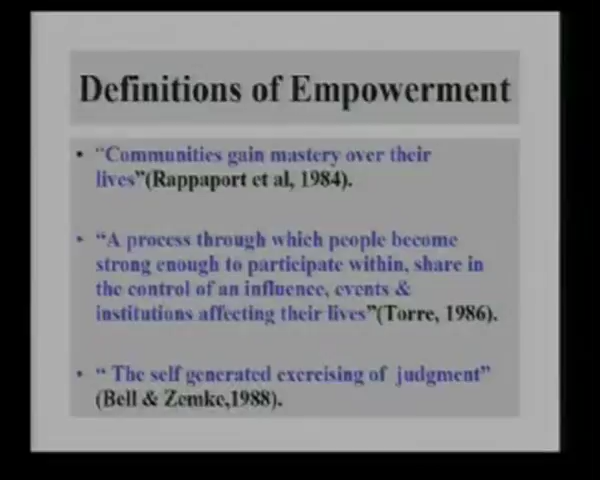 Definitions of Empowerment
• "Communities gain mastery over their
lives"(Rappaport et al, 1984).
• "A process through which people become
strong enough to participate within, share in
the control of an influence, events &
institutions affecting their lives"(Torre, 1986).
• " The self generated exercising of judgment"
(Bell & Zemke,1988).